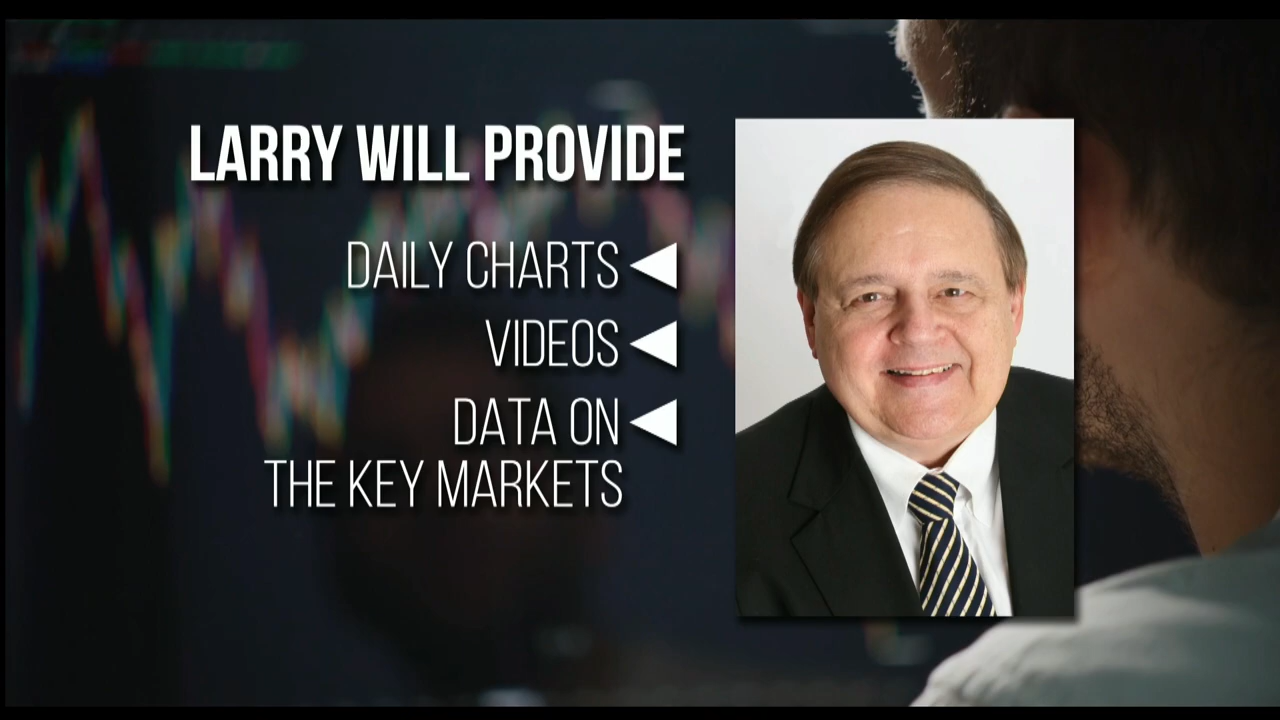 LARRY WILL PROVIDE
DAILY CHARTS
VIDEOS
DATA ON
THE KEY MARKETS